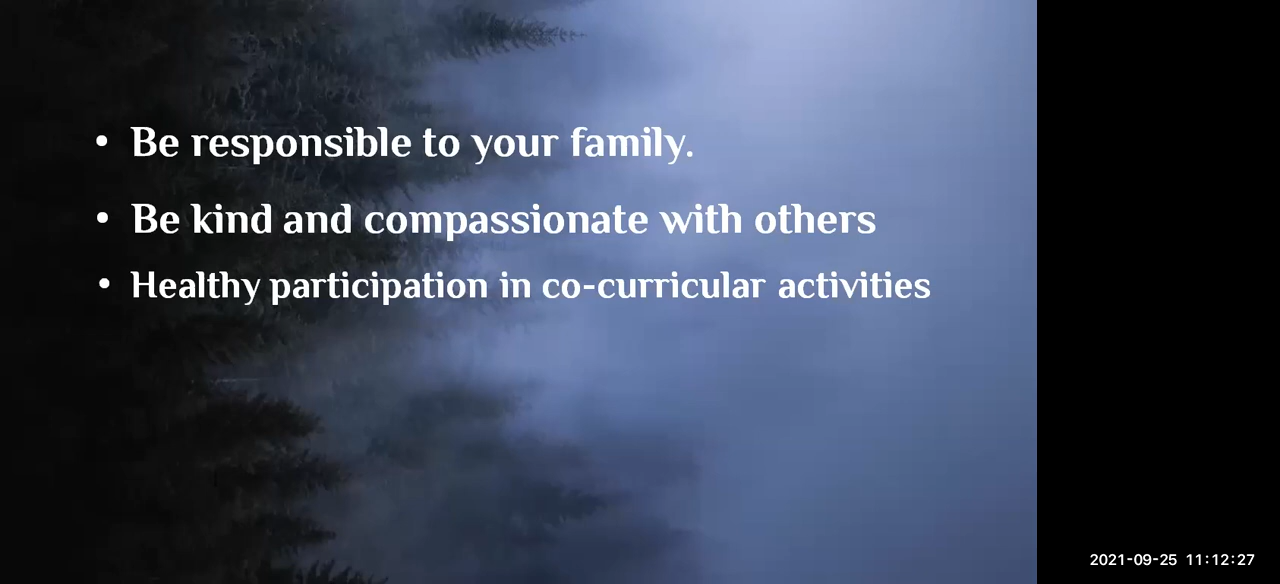 • Be responsible to your family.
• Be kind and compassionate with others
• Healthy participation in co-curricular activities
2021-09-25 11:12:27